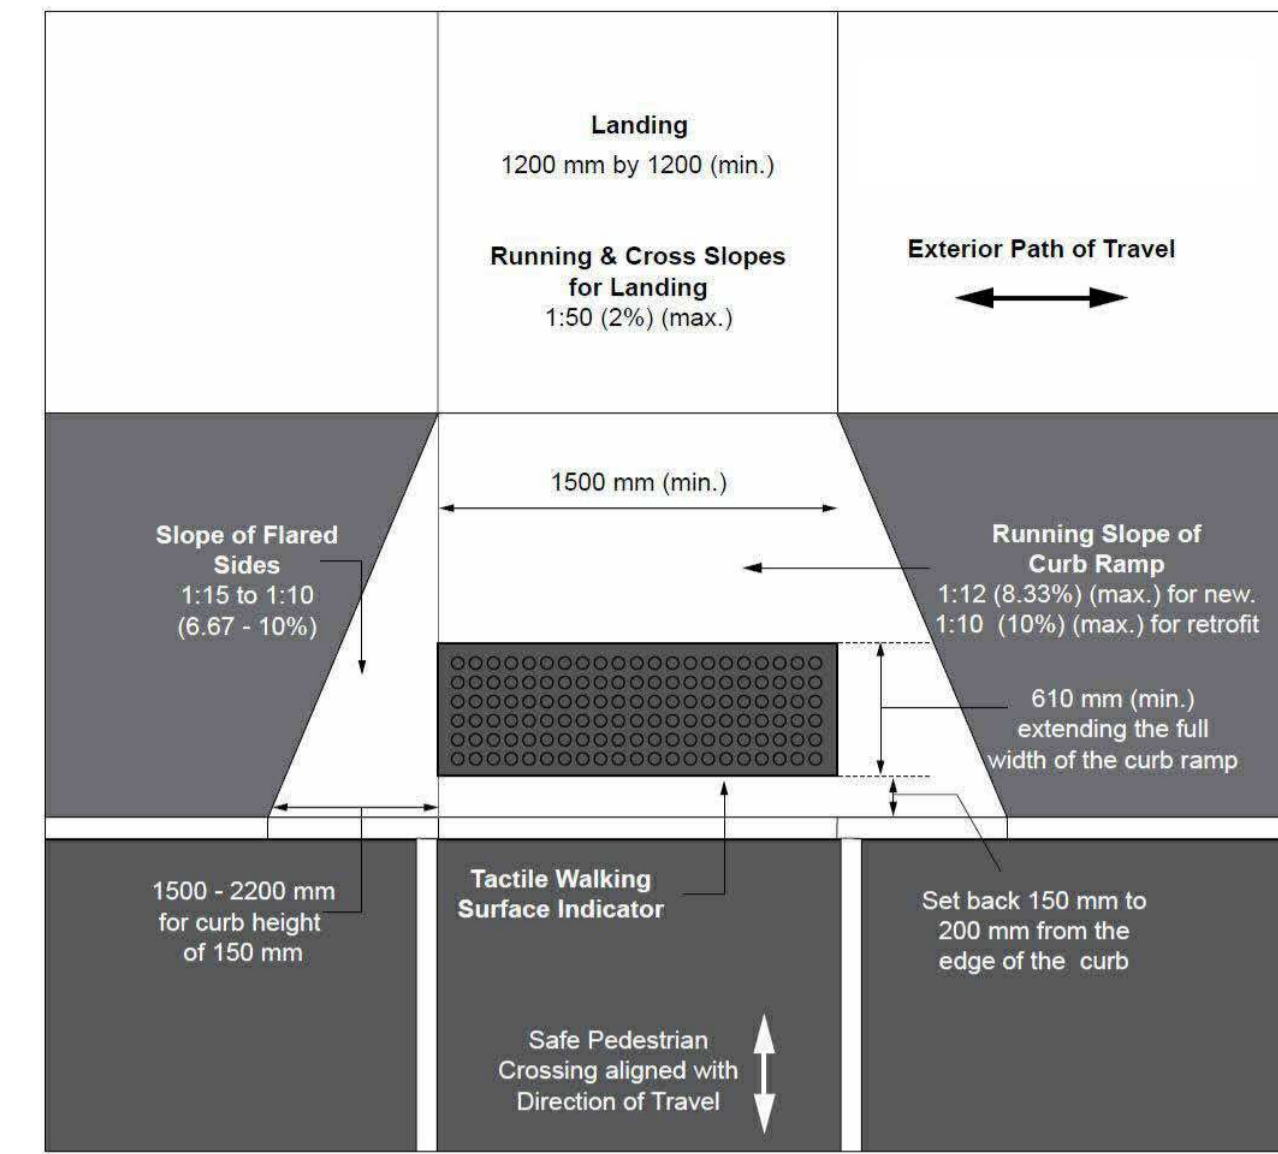 Landing
1200 mm by 1200 (min.)
Running & Cross Slopes
for Landing
1:50 (2%) (max.)
Exterior Path of Travel
1500 mm (min.)
Slope of Flared
Sides
1:15 to 1:10
(6.67 - 10%)
Running Slope of
Curb Ramp
1:12 (8.33%) (max.) for new.
1:10 (10%) (max.) for retrofit
610 mm (min.)
extending the full
width of the curb ramp
1500 - 2200 mm
for curb height
of 150 mm
Tactile Walking
Surface Indicator
Set back 150 mm to
200 mm from the
edge of the curb
Safe Pedestrian
Crossing aligned with
Direction of Travel